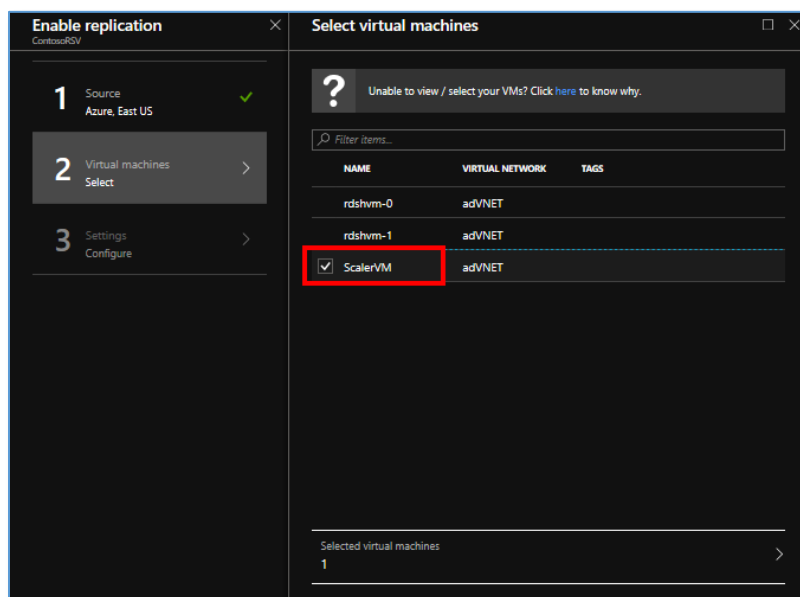 Enable replication
ContosoRSV
1
Source
Azure, East US
2
Virtual machines
Select
3
Settings
Configure
Select virtual machines
?
Unable to view / select your VMs? Click here to know why.
Filter items...
NAME VIRTUAL NETWORK TAGS
rdshvm-0 adVNET
rdshvm-1 adVNET
ScalerVM adVNET
Selected virtual machines
1